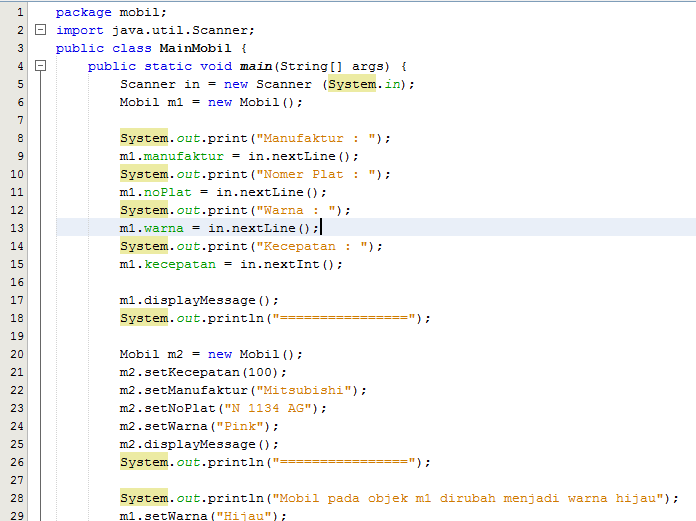 1 package mobil;
2 import java.util.Scanner;
3 public class MainMobil {
4 public static void main(String[] args) {
5 Scanner in = new Scanner (System.in);
6 Mobil m1 = new Mobil();
7
8 System.out.print("Manufaktur : ");
9 m1.manufaktur = in.nextLine();
10 System.out.print("Nomer Plat : ");
11 m1.noPlat = in.nextLine();
12 System.out.print("Warna : ");
13 m1.warna = in.nextLine();
14 System.out.print("Kecepatan : ");
15 m1.kecepatan = in.nextInt();
16
17 m1.displayMessage();
18 System.out.println("================");
19
20 Mobil m2 = new Mobil();
21 m2.setKecepatan(100);
22 m2.setManufaktur("Mitsubishi");
23 m2.setNoPlat("N 1134 AG");
24 m2.setWarna("Pink");
25 m2.displayMessage();
26 System.out.println("================");
27
28 System.out.println("Mobil pada objek m1 dirubah menjadi warna hijau");
29 m1.setWarna("Hijau");